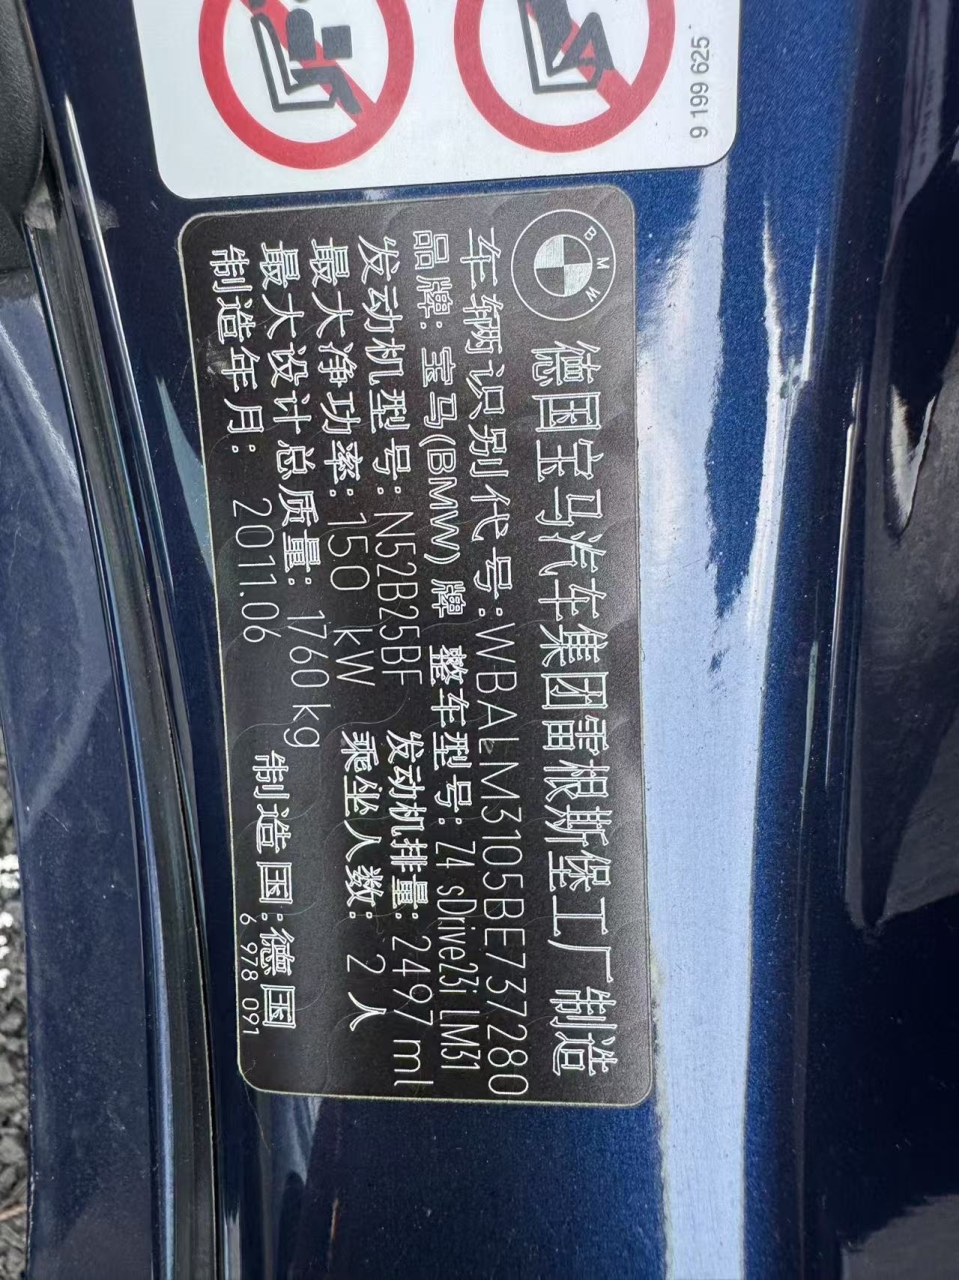 9 199 625
BMW
德国宝马汽车集团雷根斯堡工厂 制造
车辆识别代号:WBALM3105BE737280
品牌:宝马(BMW)牌 整车型号:Z4 sDrive23i LM31
发动机型号:N52B25BF 发动机排量:2497 ml
最大净功率:150 kW 乘坐人数:2人
最大设计总质量:1760kg
制造年月: 2011.06 制造国:德国
6 978 091